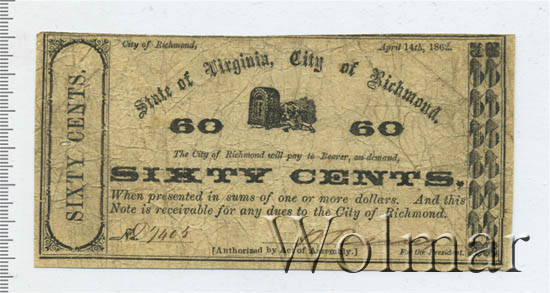 City of Richmond, April 14th, 1862.
State of Virginia, City of Richmond.
SIXTY CENTS.
60 60
The City of Richmond will pay to Bearer, on demand,
SIXTY CENTS,
When presented in sums of one or more dollars. And this
Note is receivable for any dues to the City of Richmond.
No 7405
[Authorized by Act of Assembly.] For the President.
Wolmar